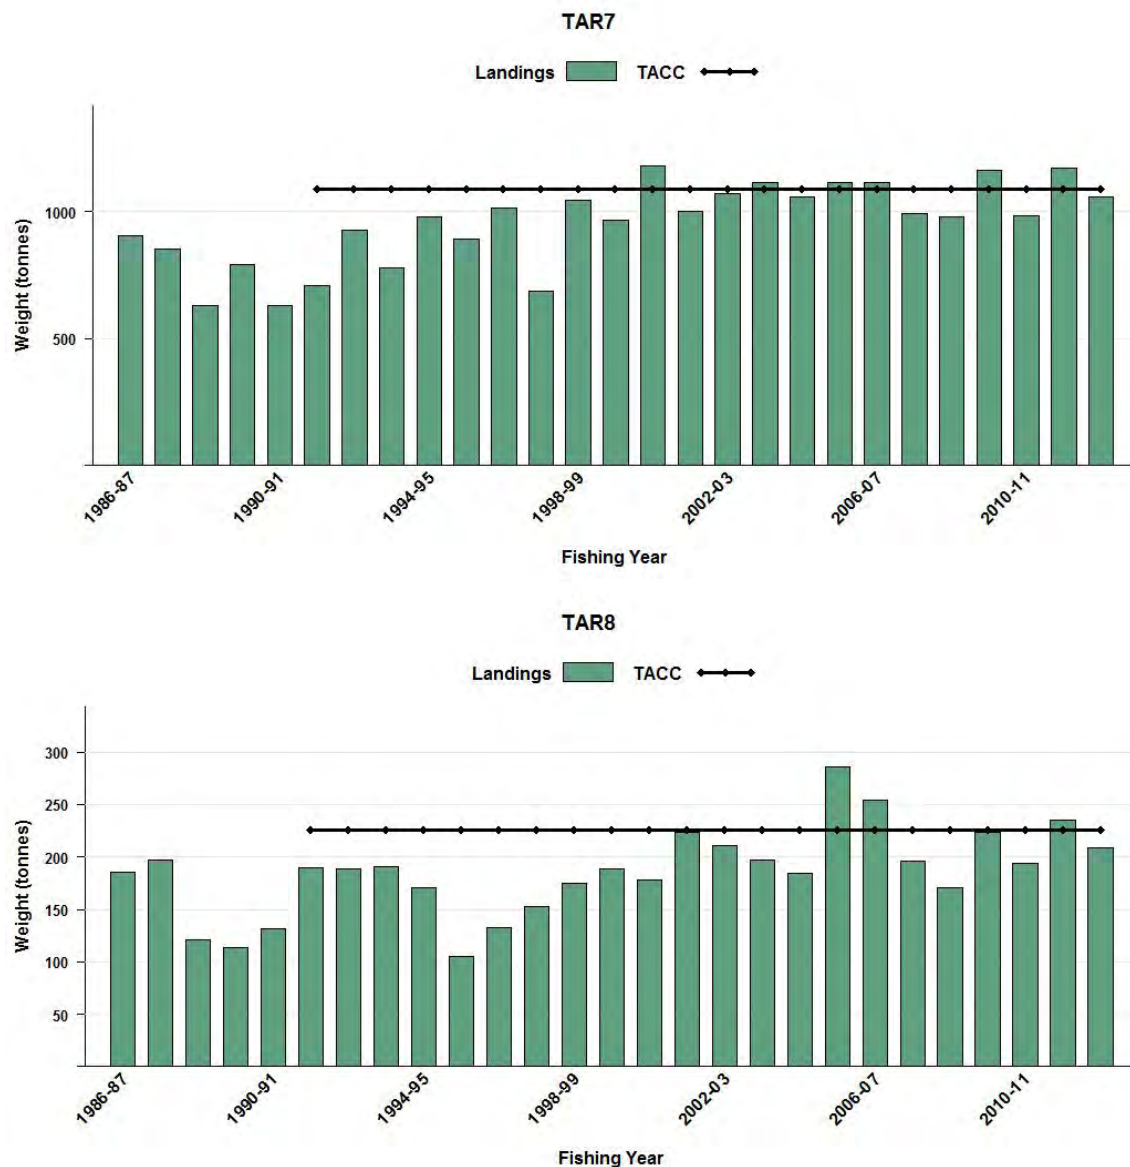 TAR7
Landings TACC
1000
500
Weight (tonnes)
1986-87 1990-91 1994-95 1998-99 2002-03 2006-07 2010-11
Fishing Year
TAR8
Landings TACC
300
250
200
150
100
50
Weight (tonnes)
1986-87 1990-91 1994-95 1998-99 2002-03 2006-07 2010-11
Fishing Year